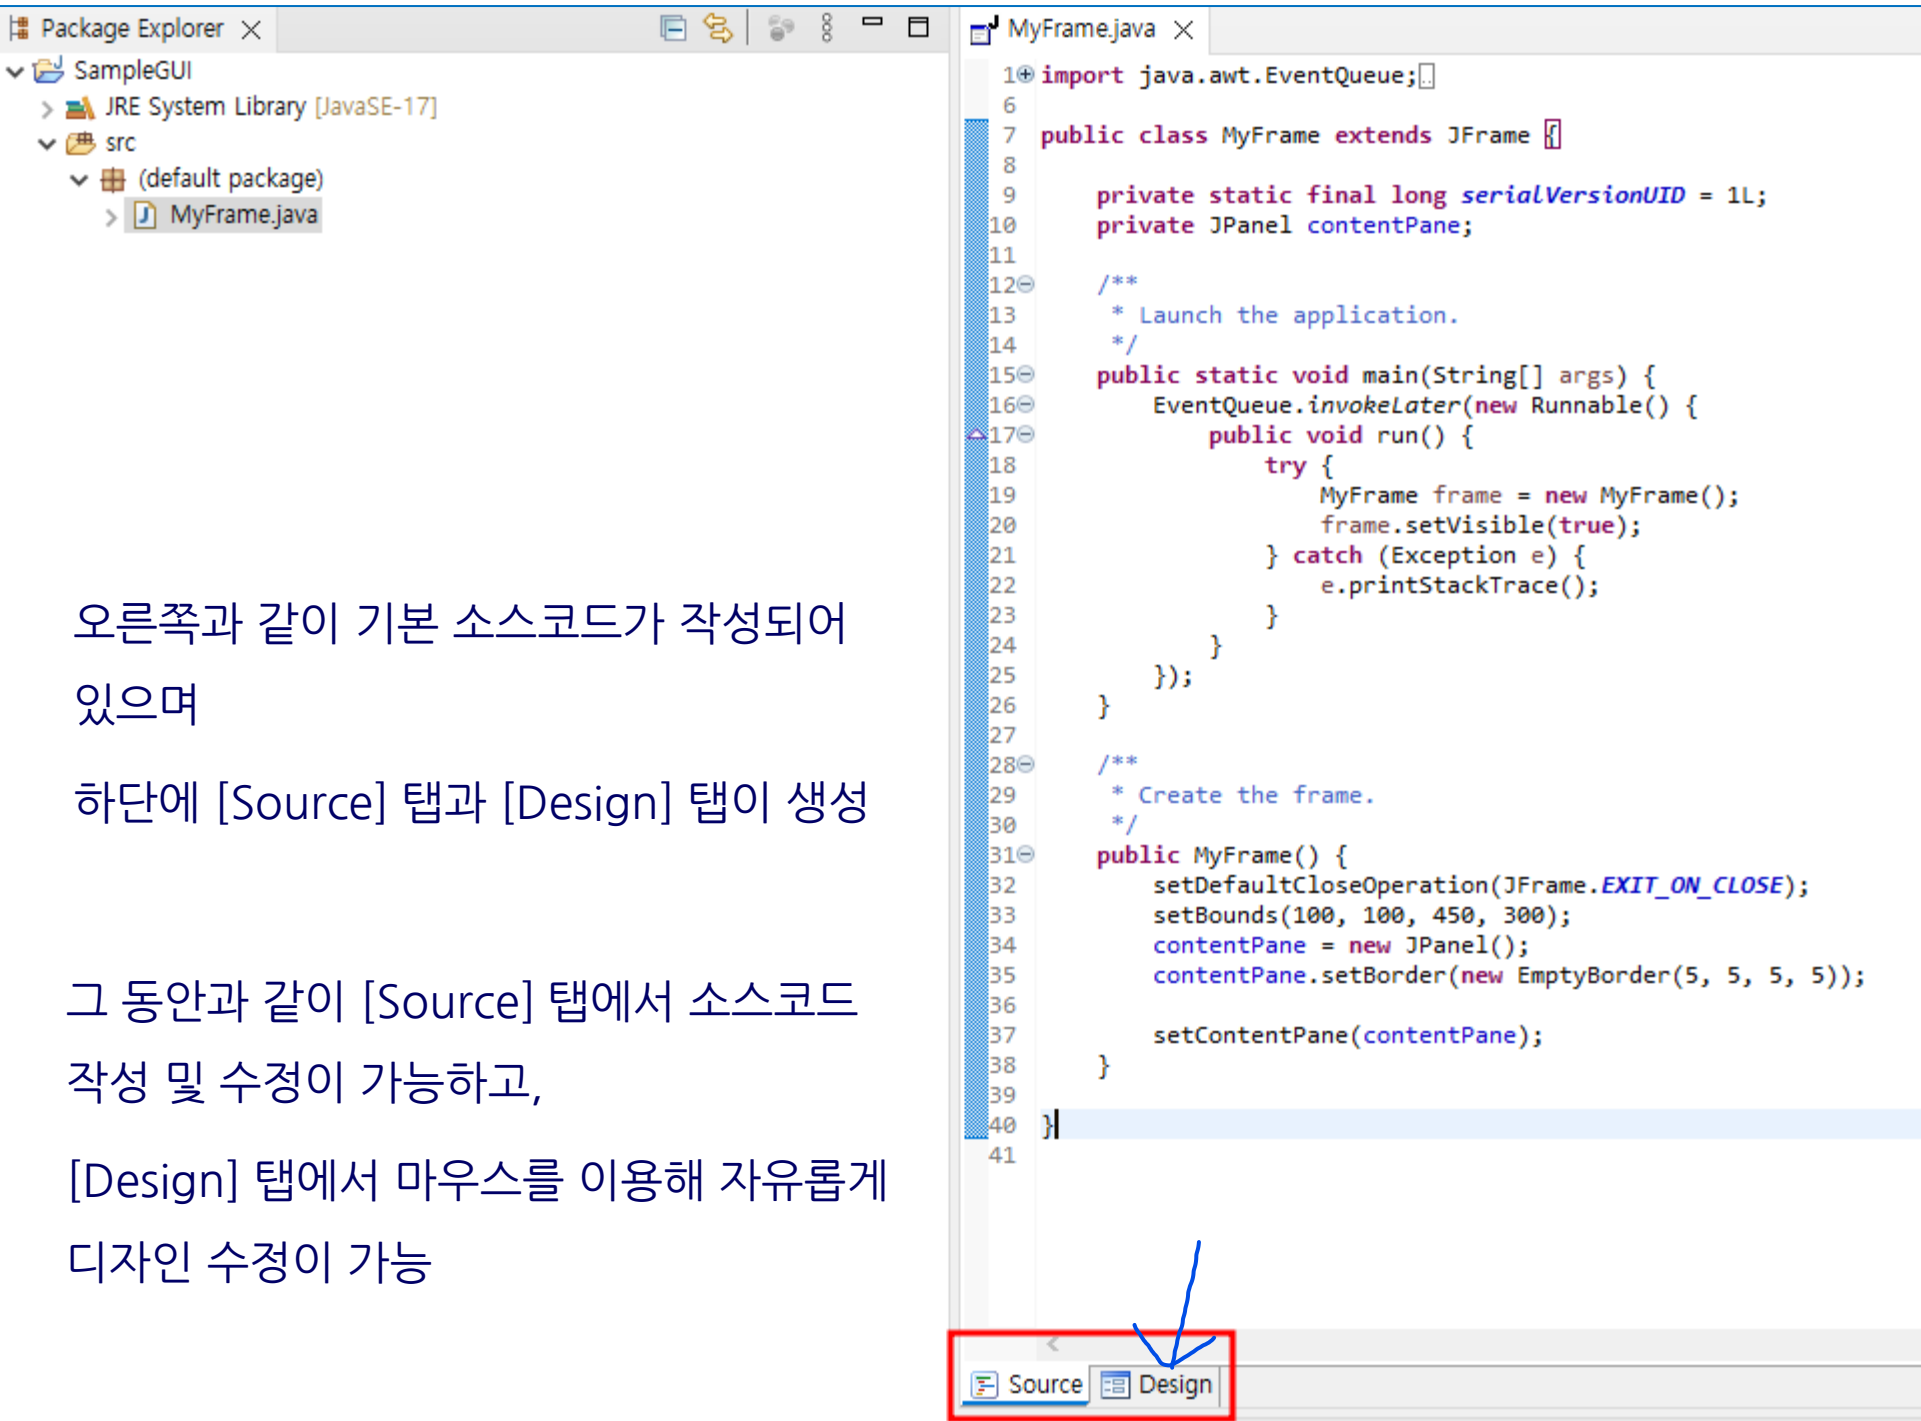 Package Explorer
SampleGUI
JRE System Library [JavaSE-17]
src
(default package)
MyFrame.java
오른쪽과 같이 기본 소스코드가 작성되어
있으며
하단에 [Source] 탭과 [Design] 탭이 생성
그 동안과 같이 [Source] 탭에서 소스코드
작성 및 수정이 가능하고,
[Design] 탭에서 마우스를 이용해 자유롭게
디자인 수정이 가능
MyFrame.java
1 import java.awt.EventQueue;
6
7 public class MyFrame extends JFrame {
8
9     private static final long serialVersionUID = 1L;
10     private JPanel contentPane;
11
12     /**
13      * Launch the application.
14      */
15     public static void main(String[] args) {
16         EventQueue.invokeLater(new Runnable() {
17             public void run() {
18                 try {
19                     MyFrame frame = new MyFrame();
20                     frame.setVisible(true);
21                 } catch (Exception e) {
22                     e.printStackTrace();
23                 }
24             }
25         });
26     }
27
28     /**
29      * Create the frame.
30      */
31     public MyFrame() {
32         setDefaultCloseOperation(JFrame.EXIT_ON_CLOSE);
33         setBounds(100, 100, 450, 300);
34         contentPane = new JPanel();
35         contentPane.setBorder(new EmptyBorder(5, 5, 5, 5));
36
37         setContentPane(contentPane);
38     }
39
40 }
41
Source Design